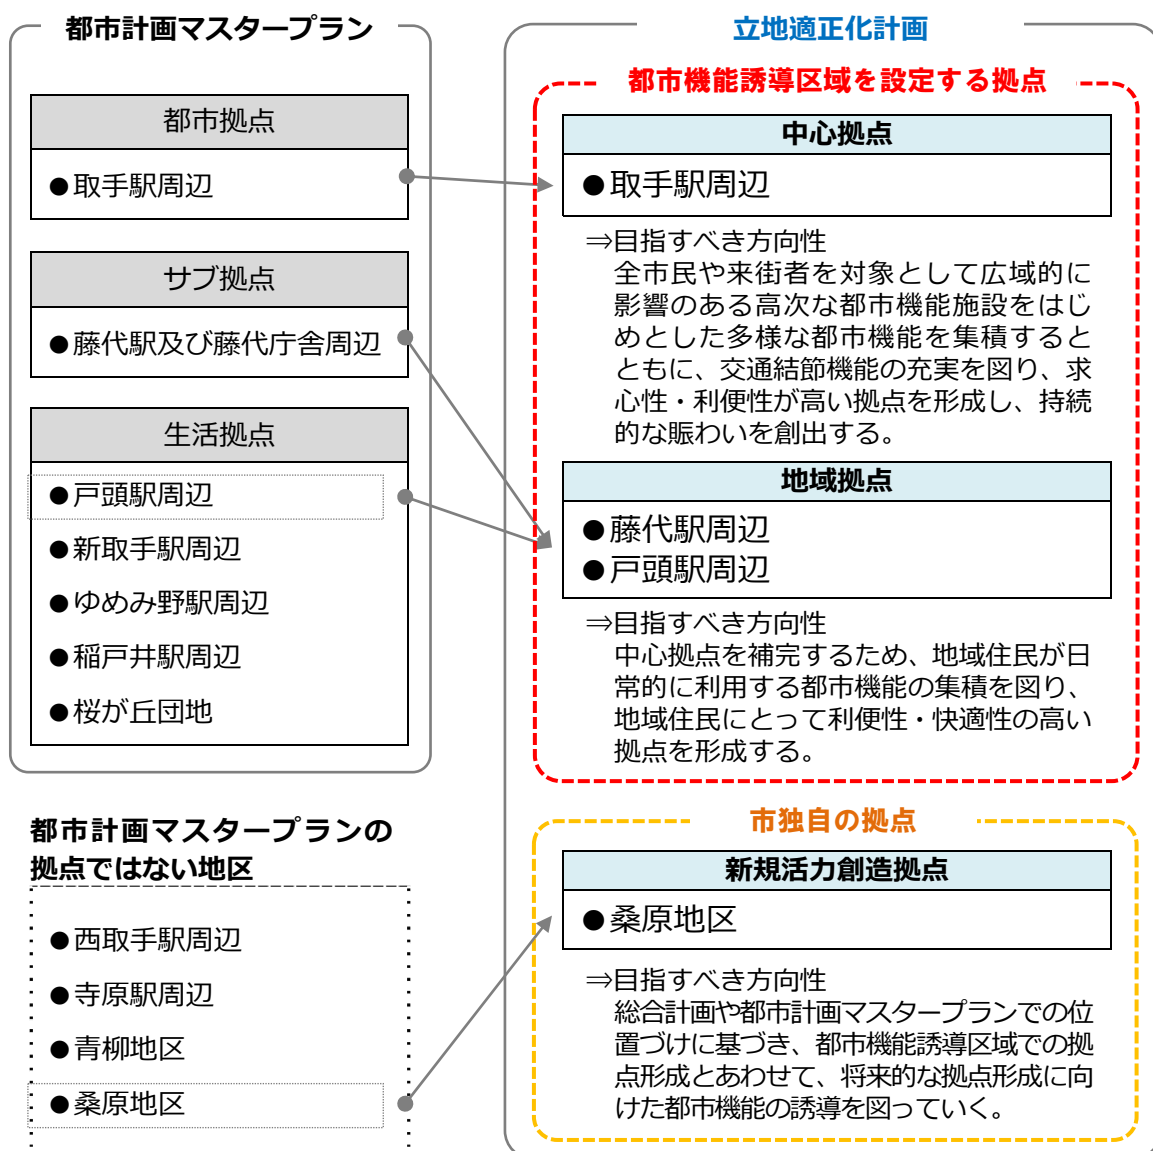 都市計画マスタープラン
都市拠点
●取手駅周辺
サブ拠点
●藤代駅及び藤代庁舎周辺
生活拠点
●戸頭駅周辺
●新取手駅周辺
●ゆめみ野駅周辺
●稲戸井駅周辺
●桜が丘団地
都市計画マスタープランの
拠点ではない地区
●西取手駅周辺
●寺原駅周辺
●青柳地区
●桑原地区
立地適正化計画
都市機能誘導区域を設定する拠点
中心拠点
●取手駅周辺
⇒目指すべき方向性
全市民や来街者を対象として広域的に
影響のある高次な都市機能施設をはじ
めとした多様な都市機能を集積すると
ともに、交通結節機能の充実を図り、求
心性・利便性が高い拠点を形成し、持続
的な賑わいを創出する。
地域拠点
●藤代駅周辺
●戸頭駅周辺
⇒目指すべき方向性
中心拠点を補完するため、地域住民が日
常的に利用する都市機能の集積を図り、
地域住民にとって利便性・快適性の高い
拠点を形成する。
市独自の拠点
新規活力創造拠点
●桑原地区
⇒目指すべき方向性
総合計画や都市計画マスタープランでの位
置づけに基づき、都市機能誘導区域での拠
点形成とあわせて、将来的な拠点形成に向
けた都市機能の誘導を図っていく。